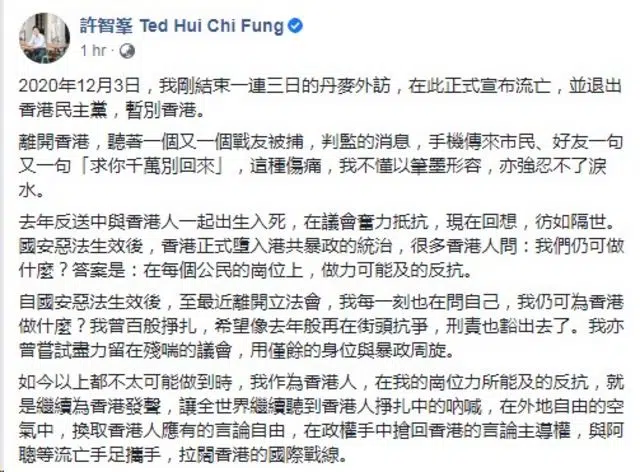 許智峯 Ted Hui Chi Fung
1 hr ·
2020年12月3日，我剛結束一連三日的丹麥外訪，在此正式宣布流亡，並退出
香港民主黨，暫別香港。
離開香港，聽著一個又一個戰友被捕，判監的消息，手機傳來市民、好友一句
又一句「求你千萬別回來」，這種傷痛，我不懂以筆墨形容，亦強忍不了淚
水。
去年反送中與香港人一起出生入死，在議會奮力抵抗，現在回想，彷如隔世。
國安惡法生效後，香港正式墮入港共暴政的統治，很多香港人問：我們仍可做
什麼？答案是：在每個公民的崗位上，做力可能及的反抗。
自國安惡法生效後，至最近離開立法會，我每一刻也在問自己，我仍可為香港
做什麼？我曾百般掙扎，希望像去年般再在街頭抗爭，刑責也豁出去了。我亦
曾嘗試盡力留在殘喘的議會，用僅餘的身位與暴政周旋。
如今以上都不太可能做到時，我作為香港人，在我的崗位力所能及的反抗，就
是繼續為香港發聲，讓全世界繼續聽到香港人掙扎中的吶喊，在外地自由的空
氣中，換取香港人應有的言論自由，在政權手中搶回香港的言論主導權，與阿
聰等流亡手足攜手，拉闊香港的國際戰線。